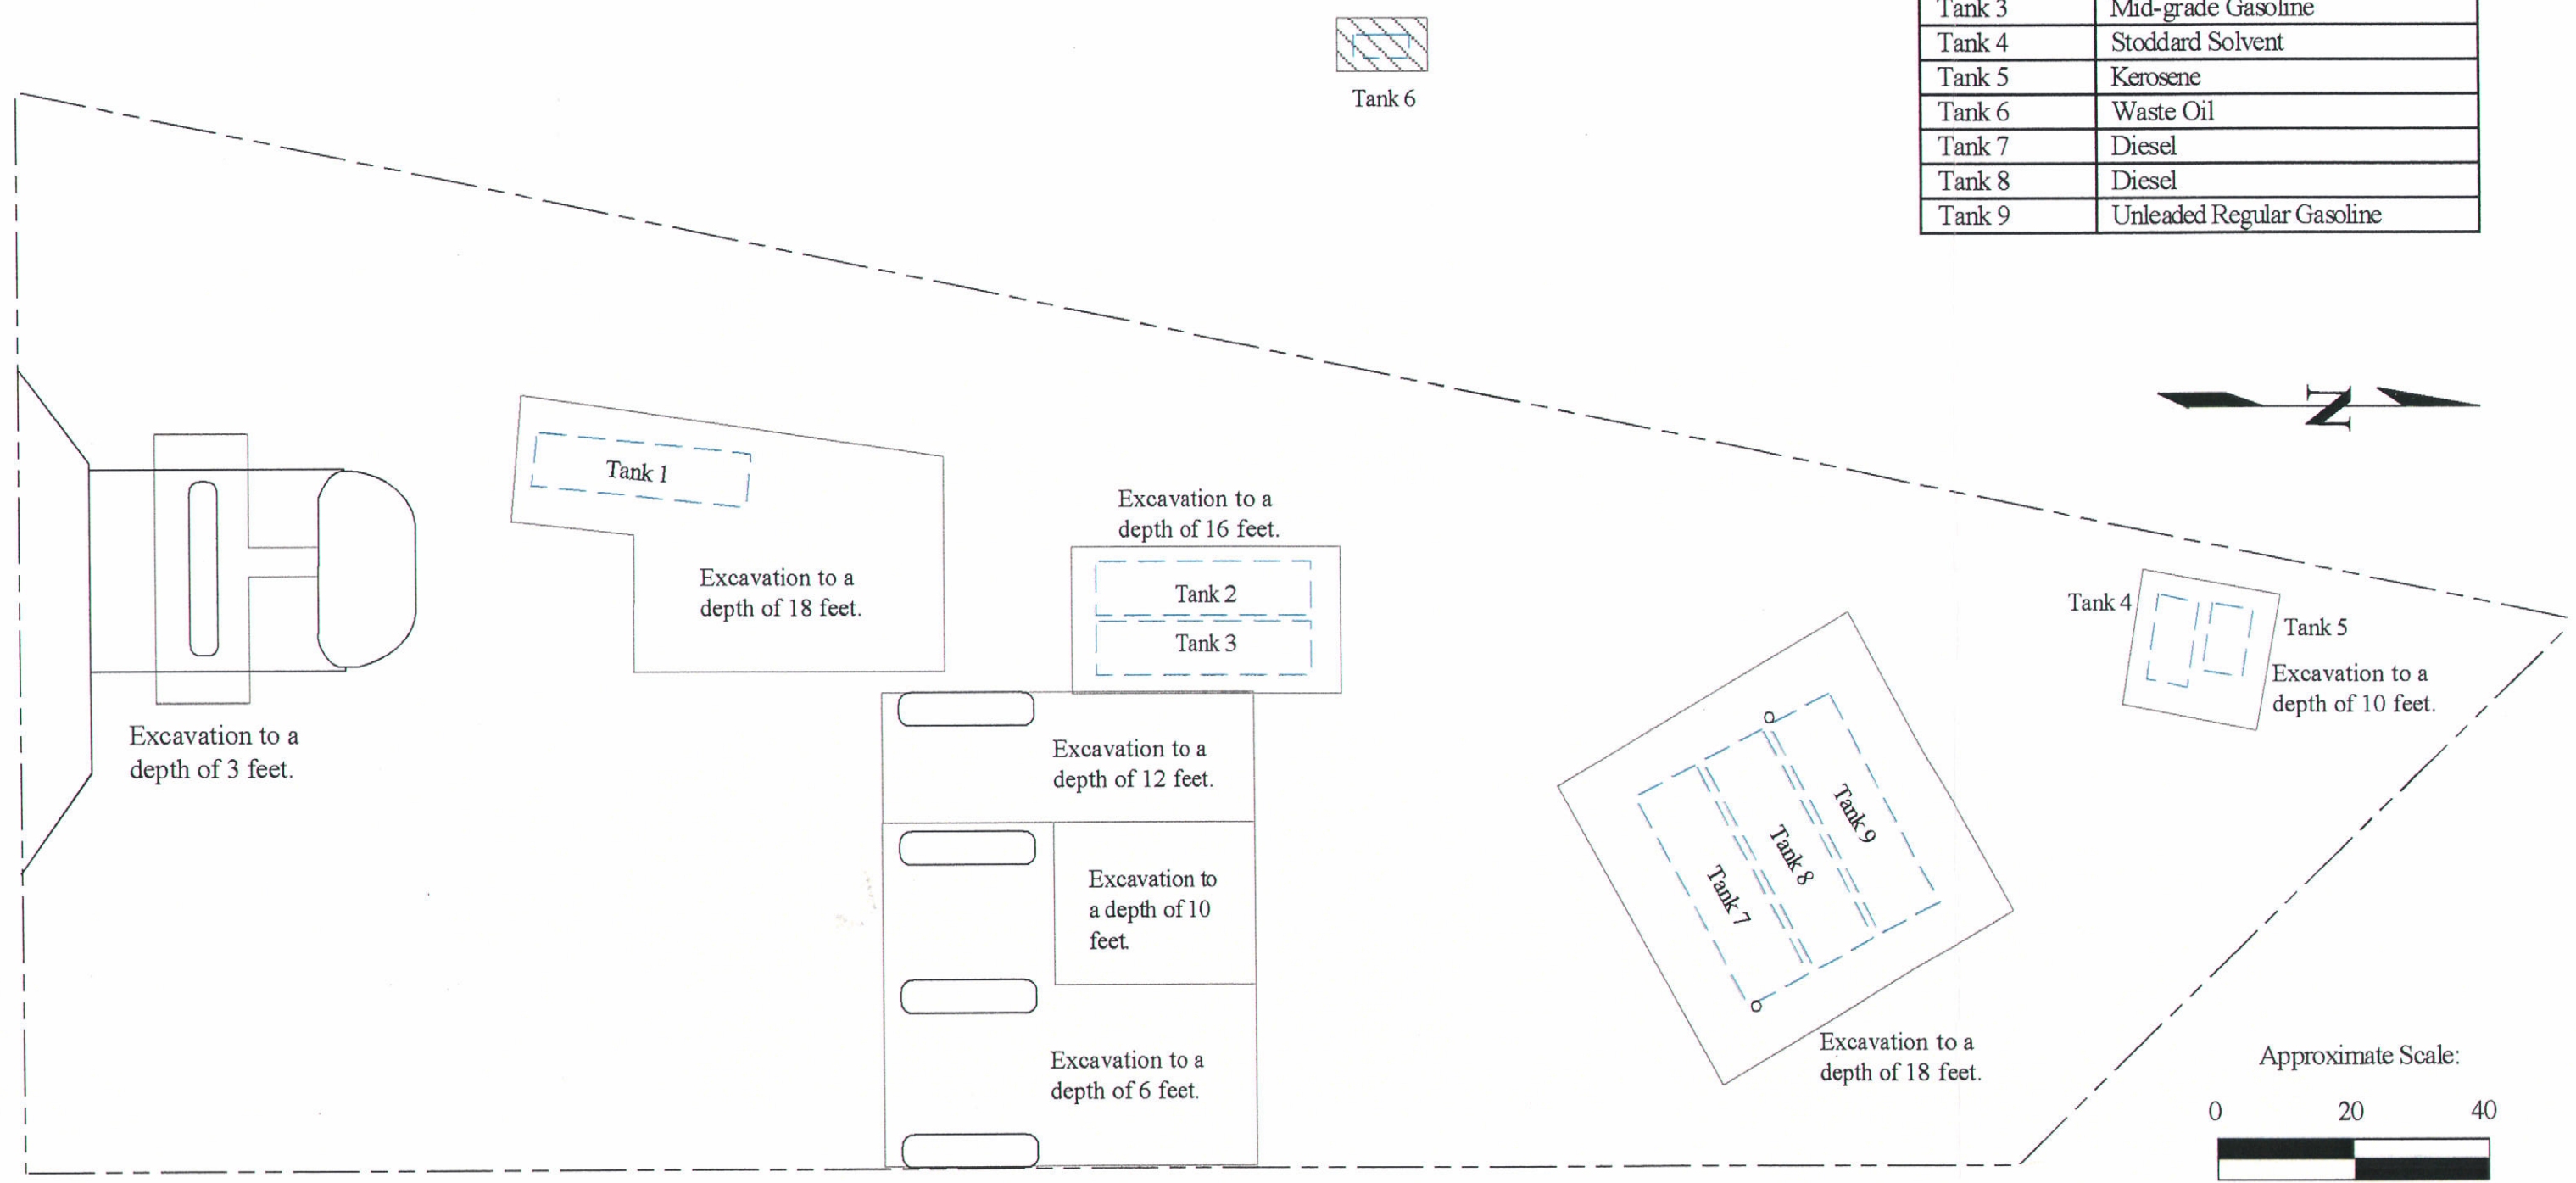 Tank 3 Mid-grade Gasoline
Tank 4 Stoddard Solvent
Tank 5 Kerosene
Tank 6 Waste Oil
Tank 7 Diesel
Tank 8 Diesel
Tank 9 Unleaded Regular Gasoline
Tank 6
N
Tank 1
Excavation to a
depth of 18 feet.
Excavation to a
depth of 16 feet.
Tank 2
Tank 3
Tank 4
Tank 5
Excavation to a
depth of 10 feet.
Excavation to a
depth of 3 feet.
Excavation to a
depth of 12 feet.
Excavation to
a depth of 10
feet.
Excavation to a
depth of 6 feet.
Tank 7
Tank 8
Tank 9
Excavation to a
depth of 18 feet.
Approximate Scale:
0 20 40